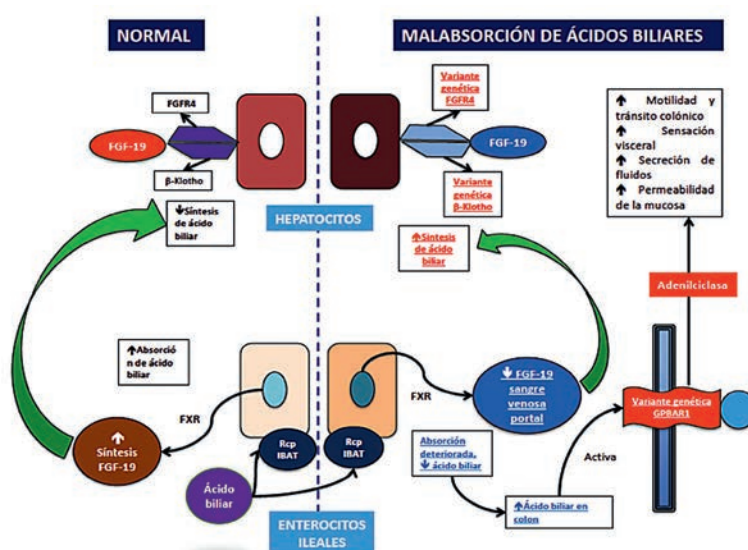 NORMAL
MALABSORCIÓN DE ÁCIDOS BILIARES
FGFR4
FGF-19
β-Klotho
Síntesis
de ácido
biliar
HEPATOCITOS
Variante
genética
FGFR4
FGF-19
Variante
genética
β-Klotho
Síntesis
de ácido
biliar
Motilidad y
tránsito colónico
Sensación
visceral
Secreción de
fluidos
Permeabilidad
de la mucosa
Adenilciclasa
Absorció
n de ácido
biliar
FXR
Síntesis
FGF-19
Rcp
IBAT
Ácido
biliar
Rcp
IBAT
ENTEROCITOS
ILEALES
FXR
FGF-19
sangre
venosa
portal
Absorción
deteriorada,
ácido biliar
Ácido biliar en
colon
Activa
Variante genética
GPBAR1